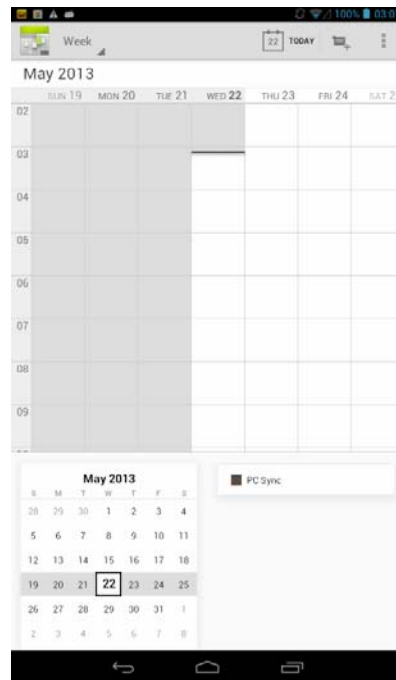 100% 03:0
Week
22 TODAY
May 2013
SUN 19 MON 20 TUE 21 WED 22 THU 23 FRI 24 SAT 2
02
03
04
05
06
07
08
09
May 2013
S M T W T F S
28 29 30 1 2 3 4
5 6 7 8 9 10 11
12 13 14 15 16 17 18
19 20 21 22 23 24 25
26 27 28 29 30 31 1
2 3 4 5 6 7 8
PC Sync